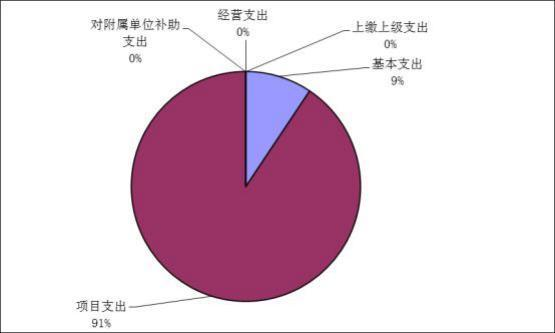 经营支出
0%
对附属单位补助
支出
0%
上缴上级支出
0%
基本支出
9%
项目支出
91%